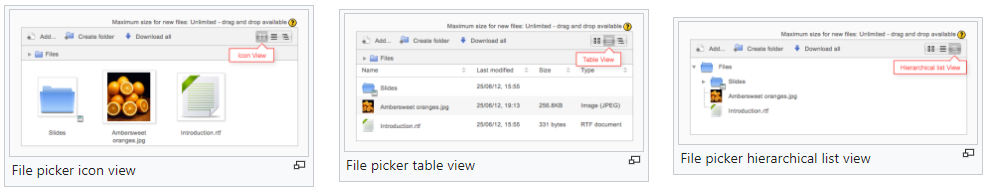 Maximum size for new files: Unlimited - drag and drop available
Add... Create folder Download all
Icon View
Files
Slides
Ambersweet
oranges.jpg
Introduction.rtf
File picker icon view
Maximum size for new files: Unlimited - drag and drop available
Add... Create folder Download all
Table View
Files
Name Last modified Size Type
Slides 25/06/12, 15:55
Ambersweet oranges.jpg 25/06/12, 19:13 256.8KB Image (JPEG)
Introduction.rtf 25/06/12, 15:55 331 bytes RTF document
File picker table view
Maximum size for new files: Unlimited - drag and drop available
Add... Create folder Download all
Hierarchical list View
Files
Slides
Ambersweet oranges.jpg
Introduction.rtf
File picker hierarchical list view